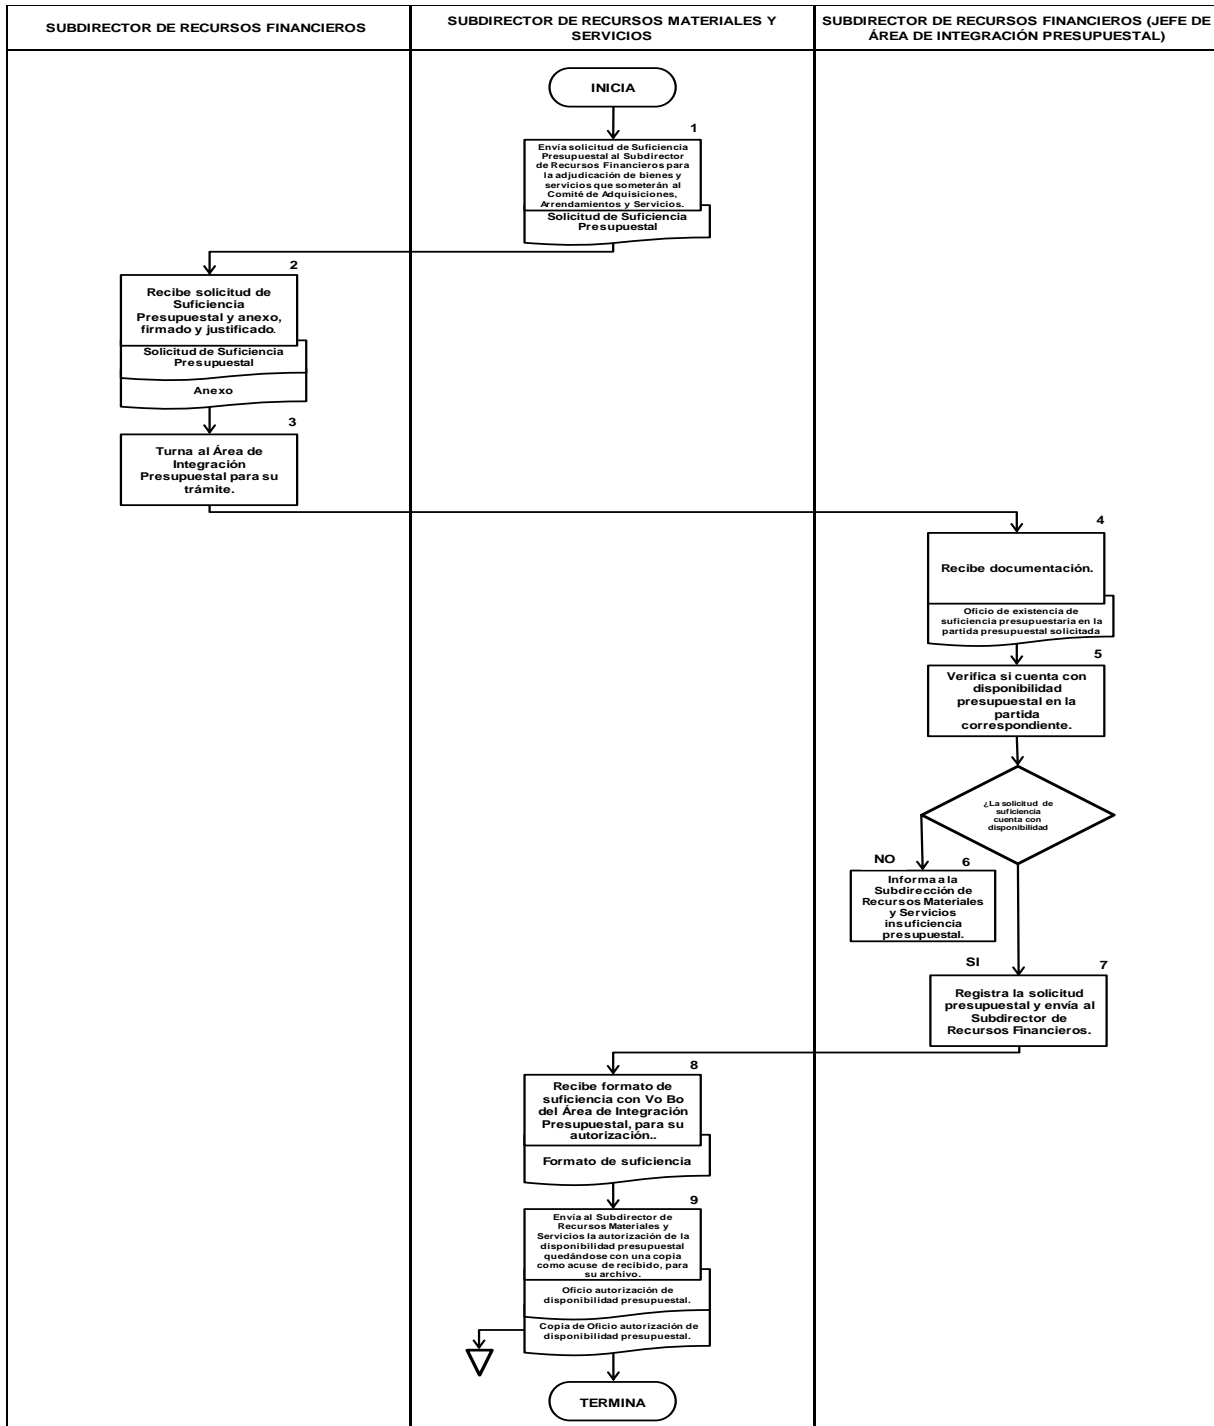 SUBDIRECTOR DE RECURSOS FINANCIEROS
SUBDIRECTOR DE RECURSOS MATERIALES Y
SERVICIOS
SUBDIRECTOR DE RECURSOS FINANCIEROS (JEFE DE
ÁREA DE INTEGRACIÓN PRESUPUESTAL)
INICIA
1
Envía solicitud de Suficiencia
Presupuestal al Subdirector
de Recursos Financieros para
la adjudicación de bienes y
servicios que someterán al
Comité de Adquisiciones,
Arrendamientos y Servicios.
Solicitud de Suficiencia
Presupuestal
2
Recibe solicitud de
Suficiencia
Presupuestal y anexo,
firmado y justificado.
Solicitud de Suficiencia
Presupuestal
Anexo
3
Turna al Área de
Integración
Presupuestal para su
trámite.
4
Recibe documentación.
Oficio de existencia de
suficiencia presupuestaria en la
partida presupuestal solicitada
5
Verifica si cuenta con
disponibilidad
presupuestal en la
partida
correspondiente.
¿La solicitud de
suficiencia
cuenta con
disponibilidad
NO
6
Informa a la
Subdirección de
Recursos Materiales
y Servicios
insuficiencia
presupuestal.
SI
7
Registra la solicitud
presupuestal y envía al
Subdirector de
Recursos Financieros.
8
Recibe formato de
suficiencia con Vo Bo
del Área de Integración
Presupuestal, para su
autorización..
Formato de suficiencia
9
Envía al Subdirector de
Recursos Materiales y
Servicios la autorización de la
disponibilidad presupuestal
quedándose con una copia
como acuse de recibido, para
su archivo.
Oficio autorización de
disponibilidad presupuestal.
Copia de Oficio autorización de
disponibilidad presupuestal.
TERMINA